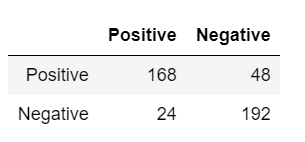 Positive Negative
Positive 168 48
Negative 24 192